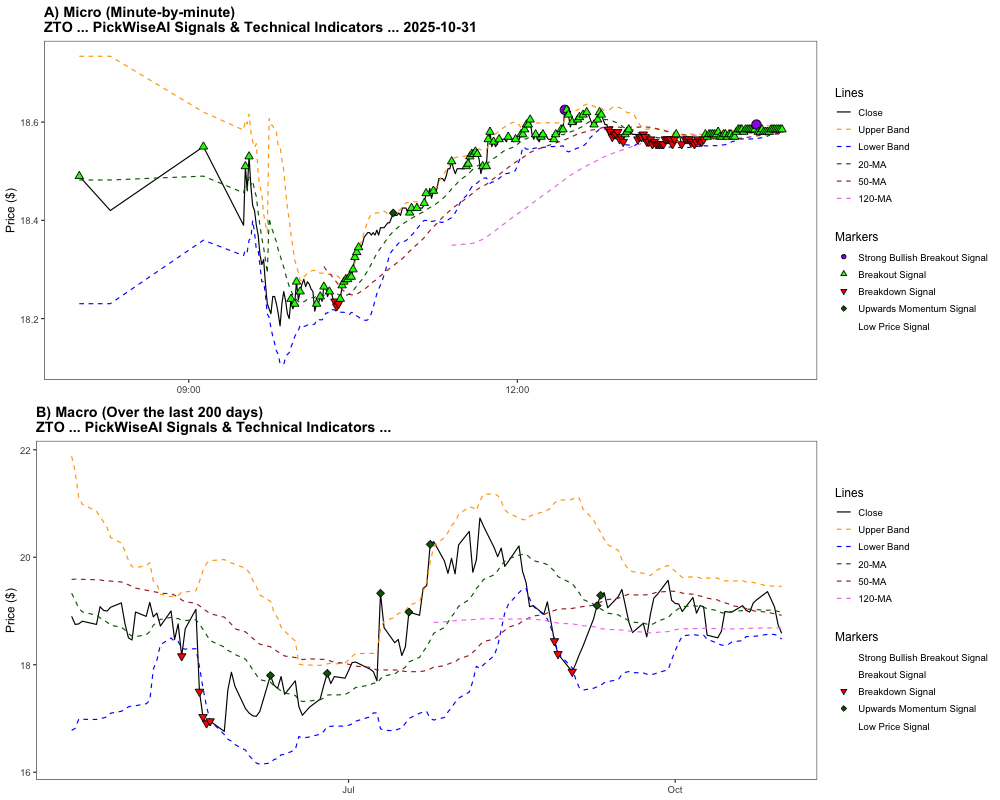 A) Micro (Minute-by-minute)
ZTO ... PickWiseAI Signals & Technical Indicators ... 2025-10-31
Price ($)
18.6
18.4
18.2
09:00
12:00
Lines
Close
Upper Band
Lower Band
20-MA
50-MA
120-MA
Markers
Strong Bullish Breakout Signal
Breakout Signal
Breakdown Signal
Upwards Momentum Signal
Low Price Signal
B) Macro (Over the last 200 days)
ZTO ... PickWiseAI Signals & Technical Indicators ...
Price ($)
22
20
18
16
Jul
Oct
Lines
Close
Upper Band
Lower Band
20-MA
50-MA
120-MA
Markers
Strong Bullish Breakout Signal
Breakout Signal
Breakdown Signal
Upwards Momentum Signal
Low Price Signal